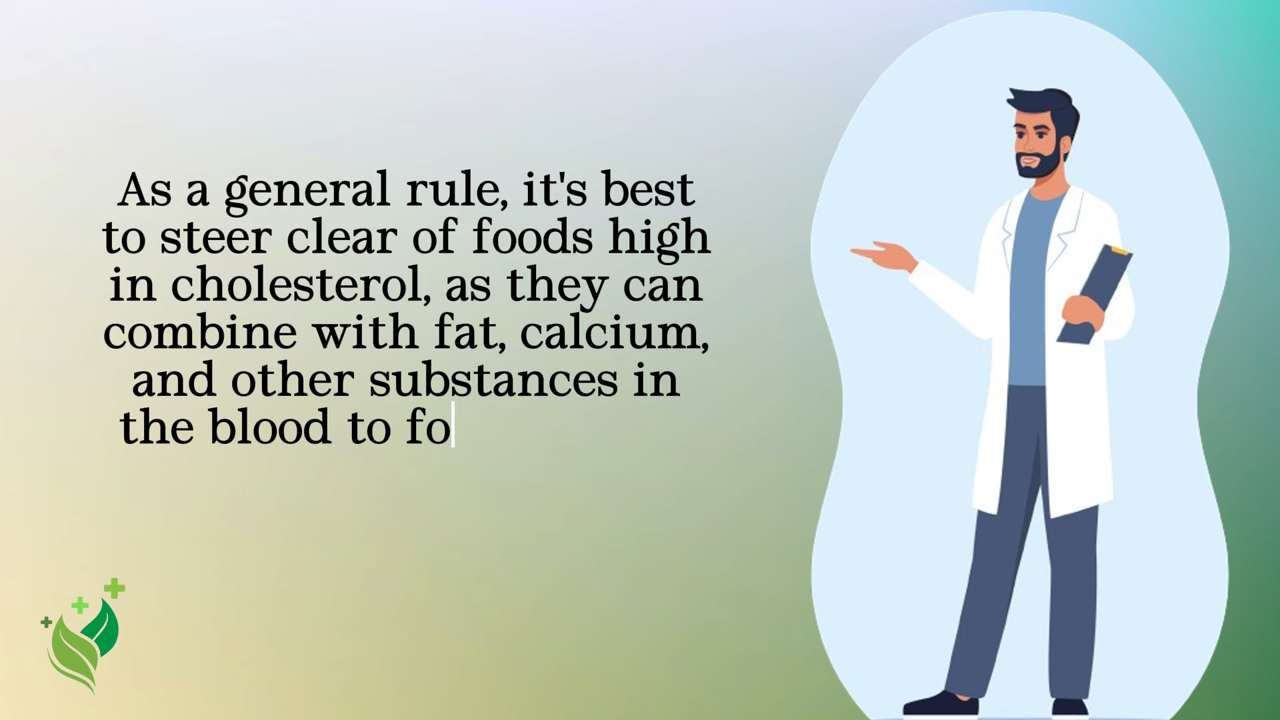 As a general rule, it's best
to steer clear of foods high
in cholesterol, as they can
combine with fat, calcium,
and other substances in
the blood to fo